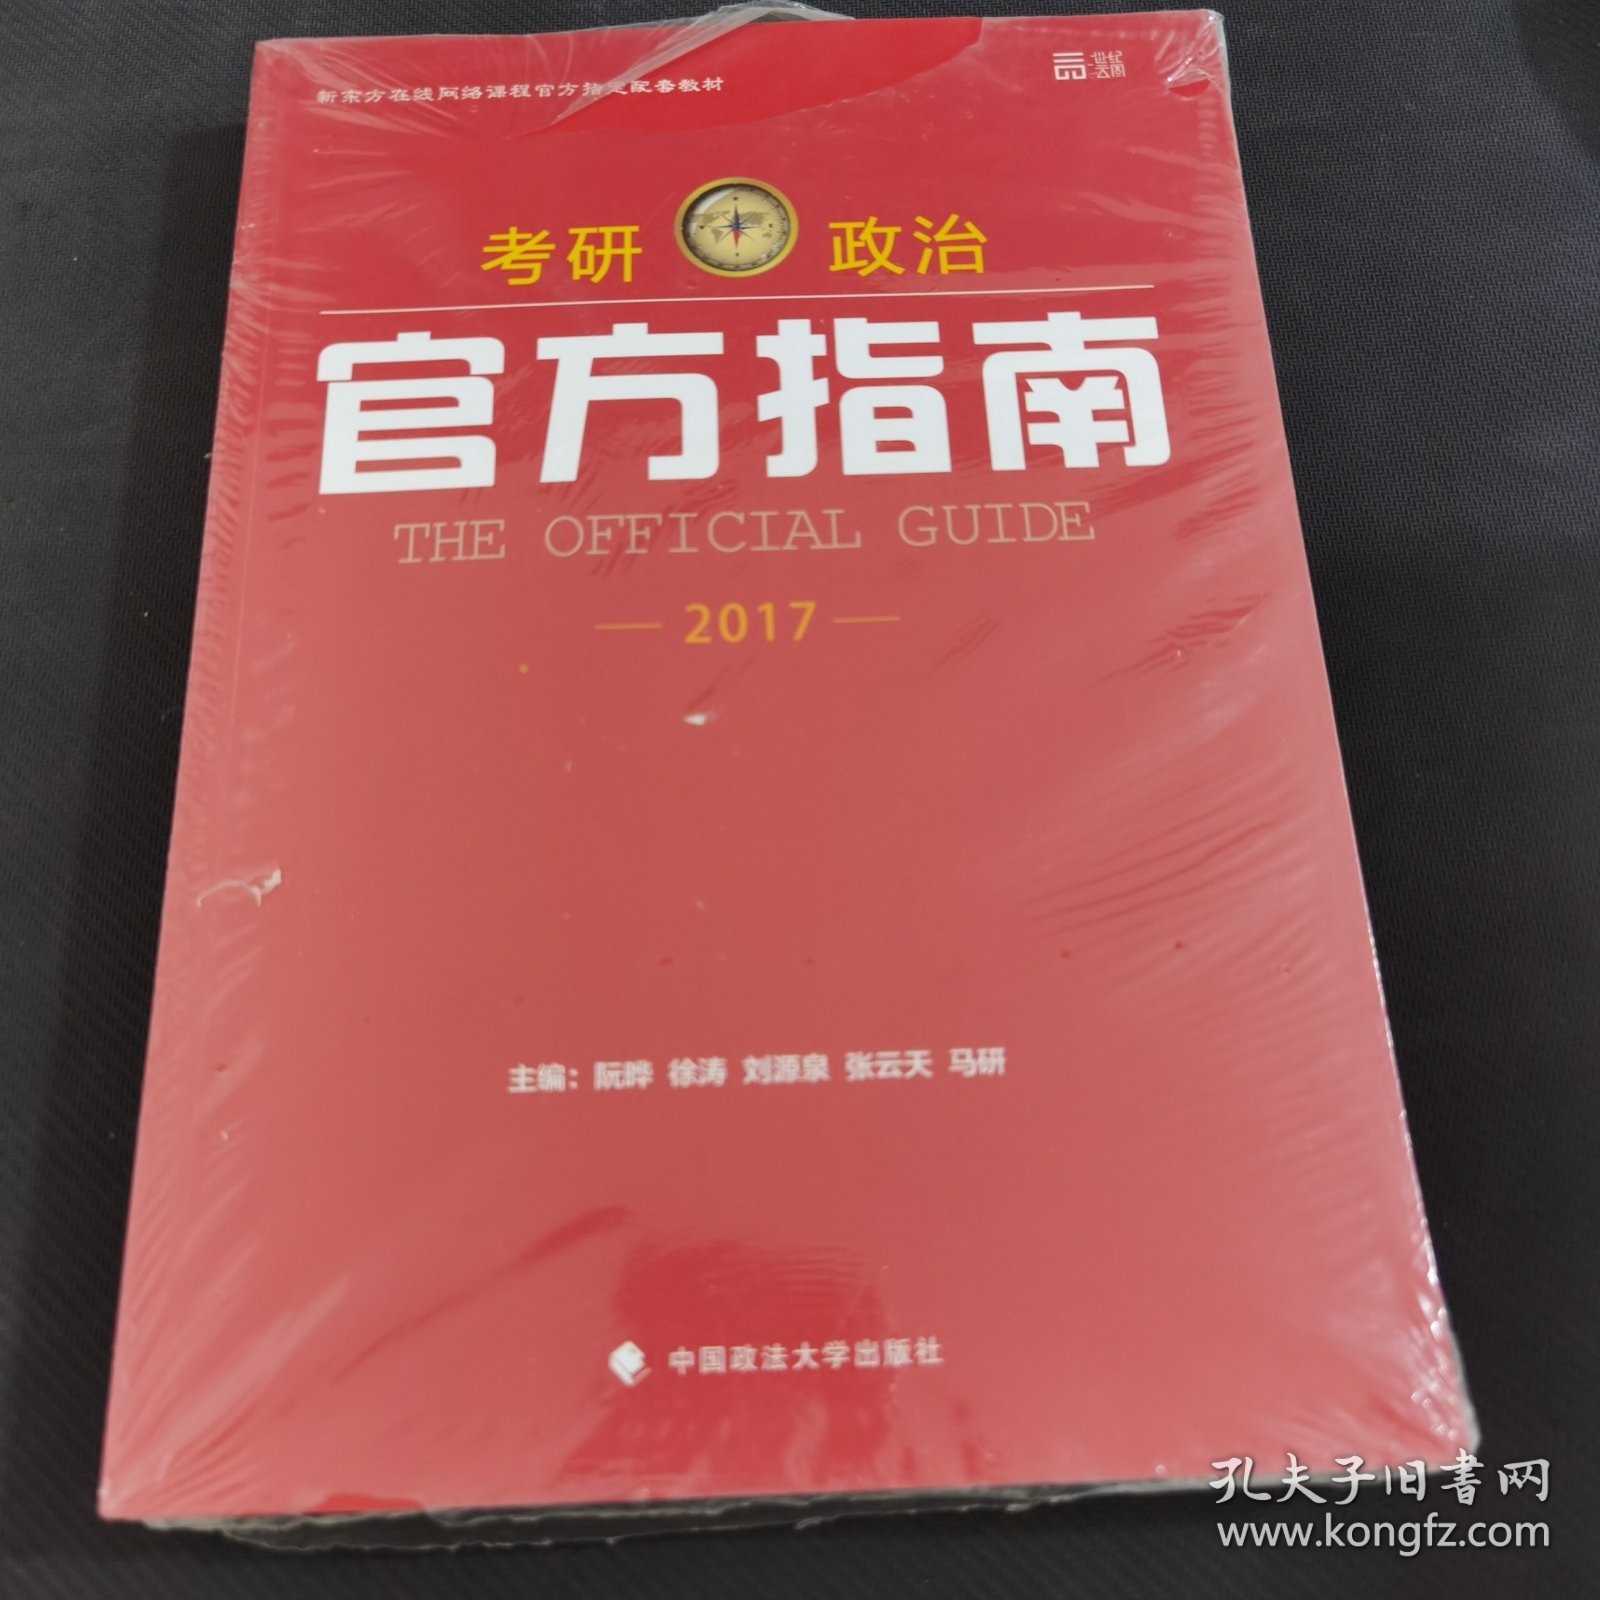 新东方在线网络课程官方指定配套教材
世纪云图
考研 政治
官方指南
THE OFFICIAL GUIDE
2017
主编：阮晔 徐涛 刘源泉 张云天 马研
中国政法大学出版社
孔夫子旧书网
www.kongfz.com